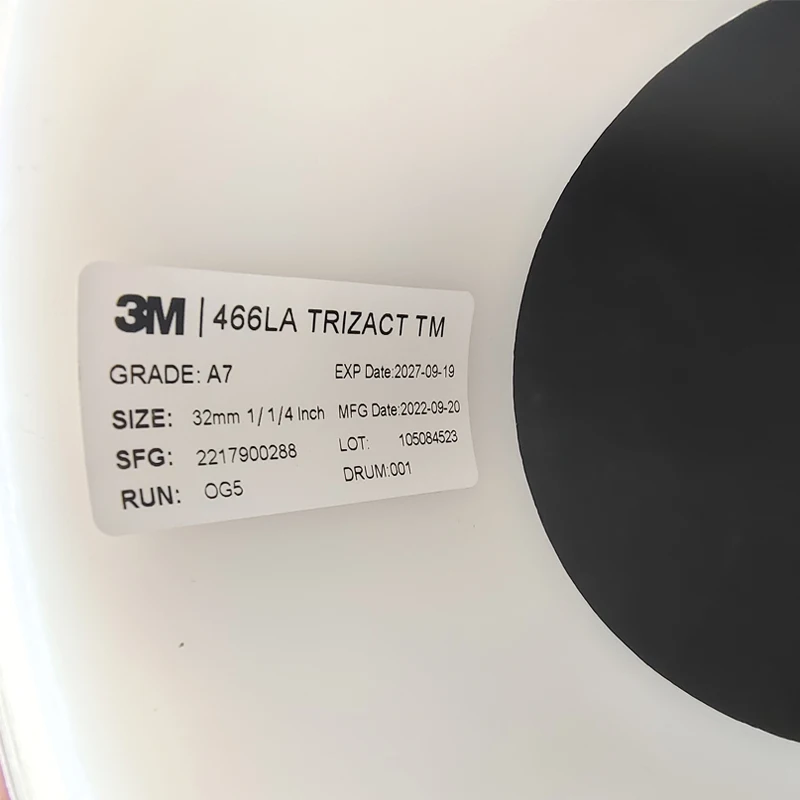 3M | 466LA TRIZACT TM
GRADE: A7 EXP Date:2027-09-19
SIZE: 32mm 1/1/4 Inch MFG Date:2022-09-20
SFG: 2217900288 LOT: 105084523
RUN: OG5 DRUM:001